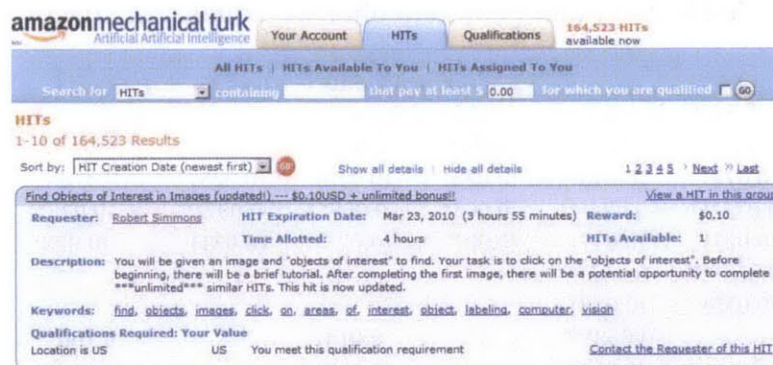 amazonmechanical turk
Artificial Artificial Intelligence
Your Account HITs Qualifications 164,523 HITs
available now
All HITs | HITs Available To You | HITs Assigned To You
Search for HITs containing that pay at least $ 0.00 for which you are qualified GO
HITs
1-10 of 164,523 Results
Sort by: HIT Creation Date (newest first) GO! Show all details | Hide all details 1 2 3 4 5 › Next » Last
Find Objects of Interest in Images (updated!) --- $0.10USD + unlimited bonus!! View a HIT in this group
Requester: Robert Simmons HIT Expiration Date: Mar 23, 2010 (3 hours 55 minutes) Reward: $0.10
Time Allotted: 4 hours HITs Available: 1
Description: You will be given an image and "objects of interest" to find. Your task is to click on the "objects of interest". Before
beginning, there will be a brief tutorial. After completing the first image, there will be a potential opportunity to complete
***unlimited*** similar HITs. This hit is now updated.
Keywords: find, objects, images, click, on, areas, of, interest, object, labeling, computer, vision
Qualifications Required: Your Value
Location is US US You meet this qualification requirement Contact the Requester of this HIT